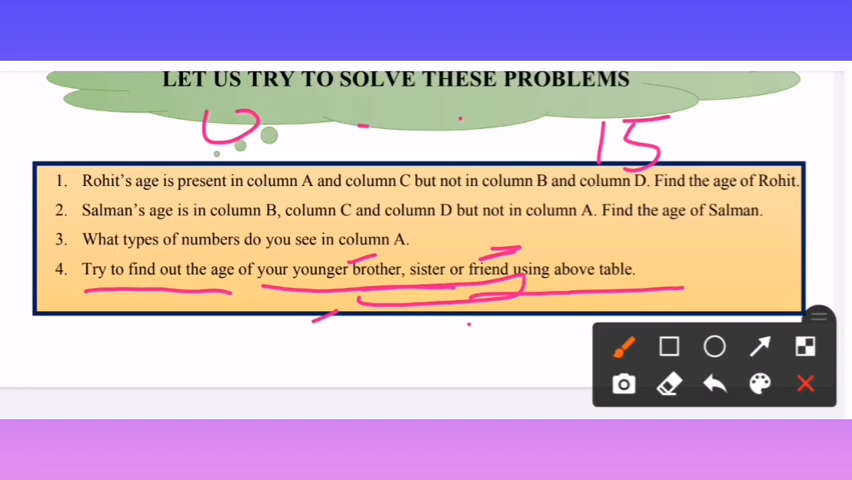 LET US TRY TO SOLVE THESE PROBLEMS
15
1. Rohit's age is present in column A and column C but not in column B and column D. Find the age of Rohit.
2. Salman's age is in column B, column C and column D but not in column A. Find the age of Salman.
3. What types of numbers do you see in column A.
4. Try to find out the age of your younger brother, sister or friend using above table.